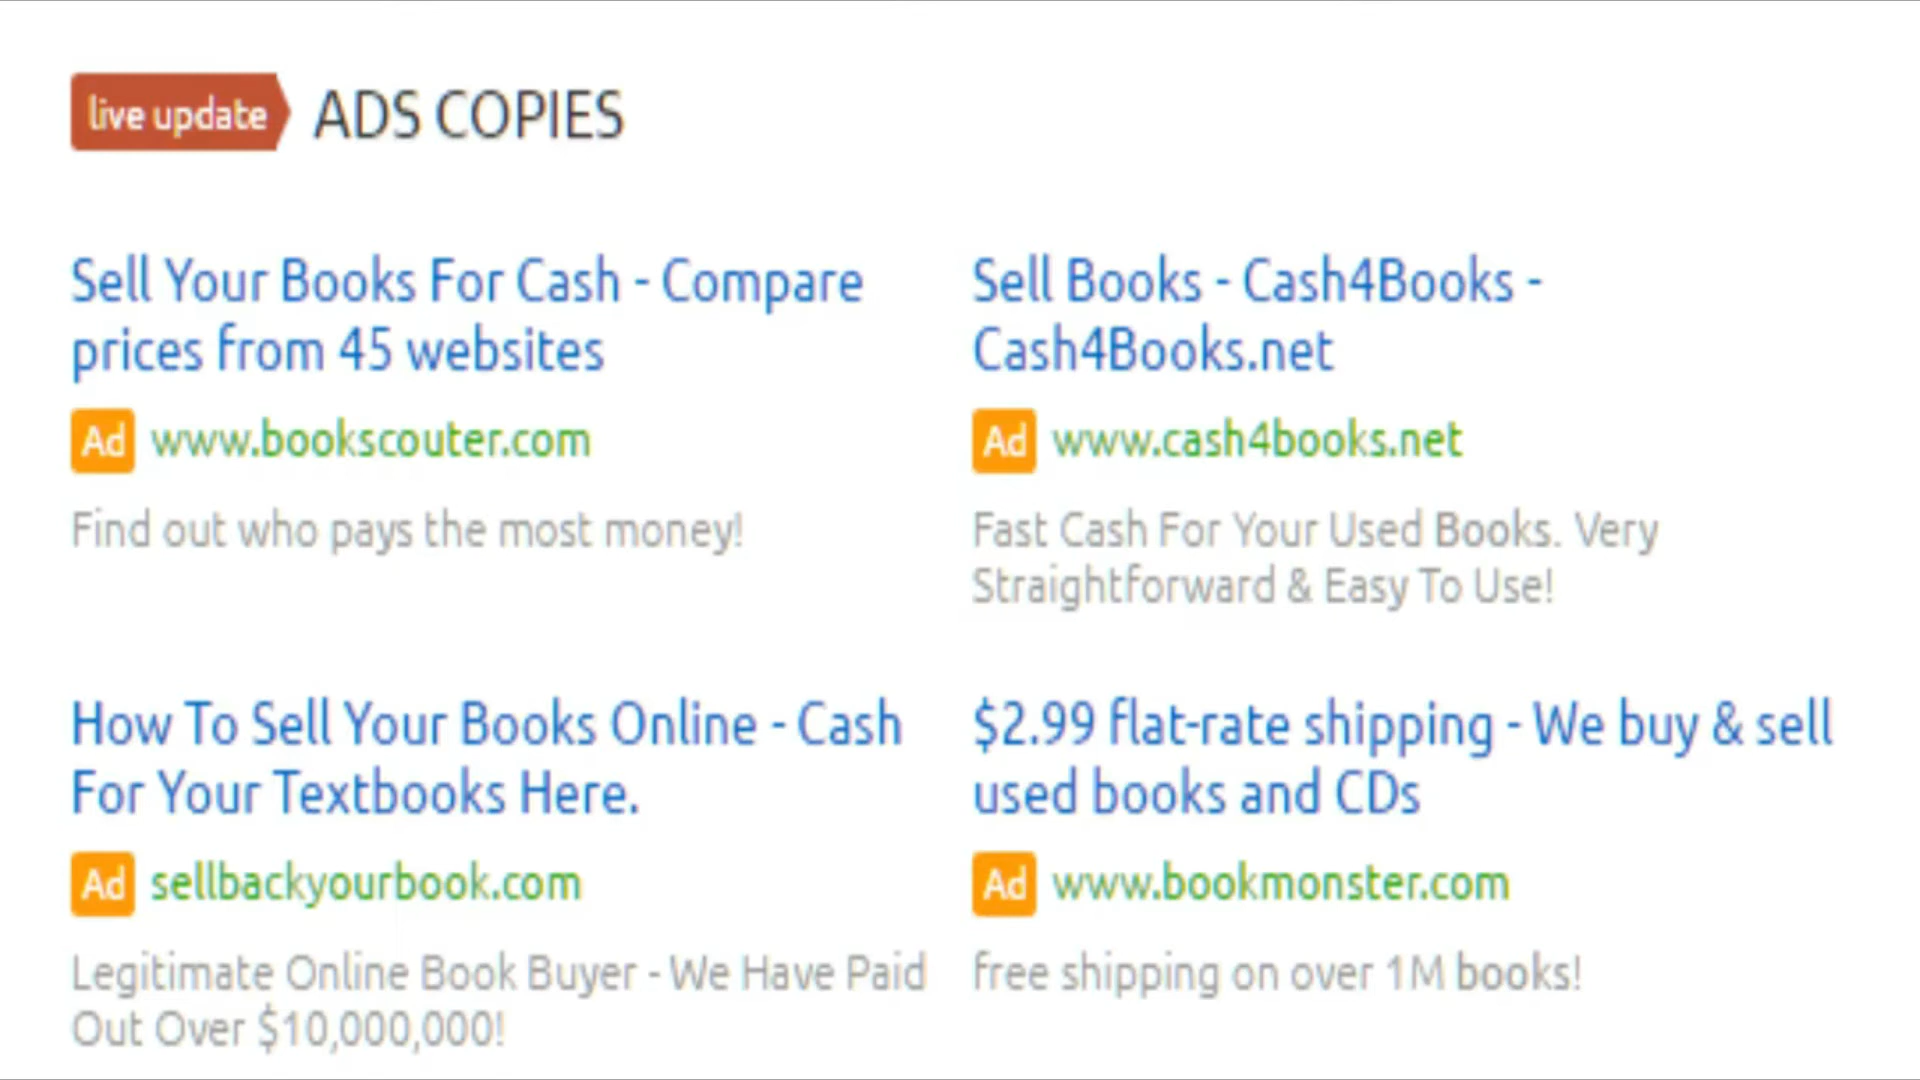 live update ADS COPIES
Sell Your Books For Cash - Compare
prices from 45 websites
Ad www.bookscouter.com
Find out who pays the most money!
Sell Books - Cash4Books -
Cash4Books.net
Ad www.cash4books.net
Fast Cash For Your Used Books. Very
Straightforward & Easy To Use!
How To Sell Your Books Online - Cash
For Your Textbooks Here.
Ad sellbackyourbook.com
Legitimate Online Book Buyer - We Have Paid
Out Over $10,000,000!
$2.99 flat-rate shipping - We buy & sell
used books and CDs
Ad www.bookmonster.com
free shipping on over 1M books!